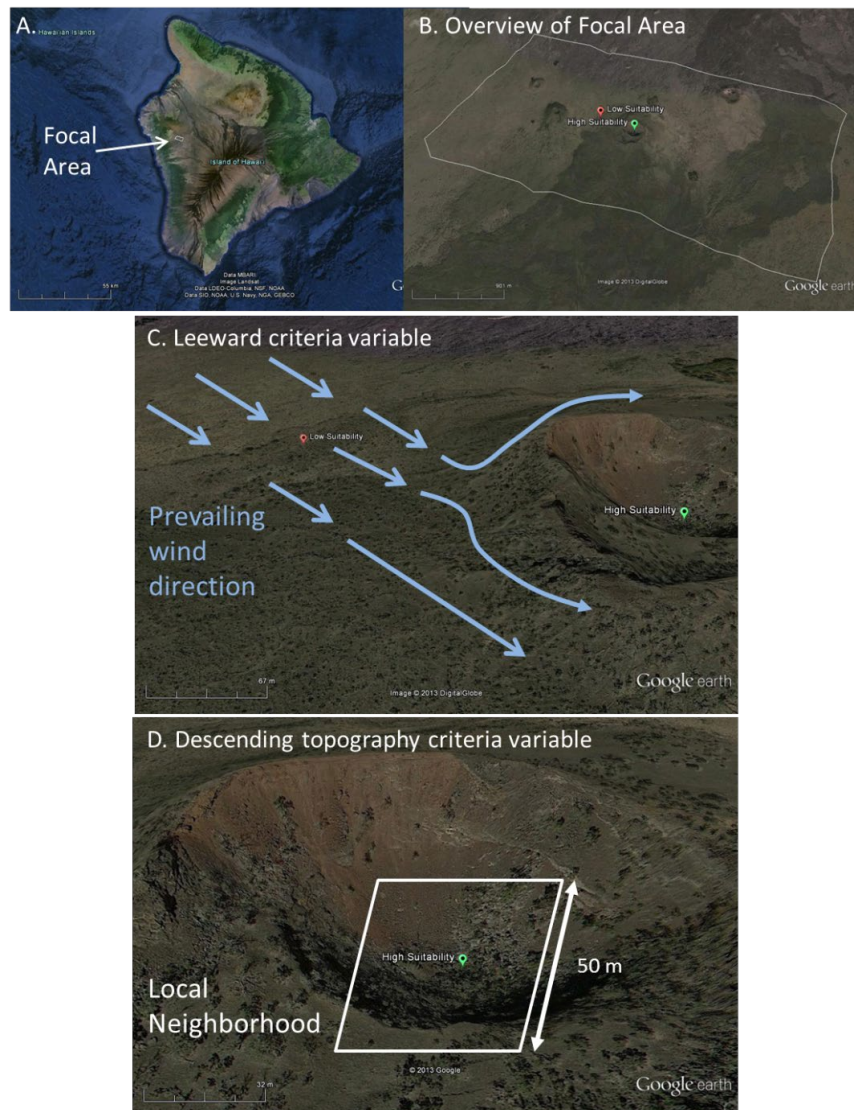 A.
Hawaiian Islands
Focal
Area
Island of Hawai'i
Data MBARI
Image Landsat
Data LDEO-Columbia, NSF, NOAA
Data SIO, NOAA, U.S. Navy, NGA, GEBCO
55 km
G
B. Overview of Focal Area
Low Suitability
High Suitability
Image © 2013 DigitalGlobe
Google earth
C. Leeward criteria variable
Low Suitability
High Suitability
Prevailing
wind
direction
67 m
Image © 2013 DigitalGlobe
Google earth
D. Descending topography criteria variable
High Suitability
50 m
Local
Neighborhood
© 2013 Google
32 m
Google earth